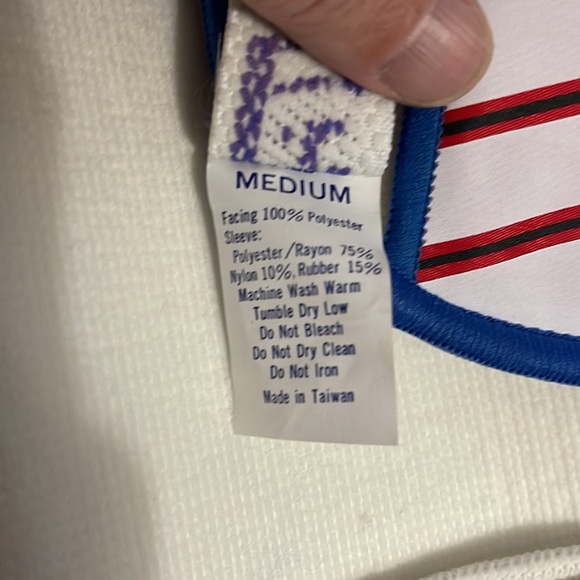 MEDIUM
Facing 100% Polyester
Sleeve:
Polyester/Rayon 75%
Nylon 10%, Rubber 15%
Machine Wash Warm
Tumble Dry Low
Do Not Bleach
Do Not Dry Clean
Do Not Iron
Made in Taiwan